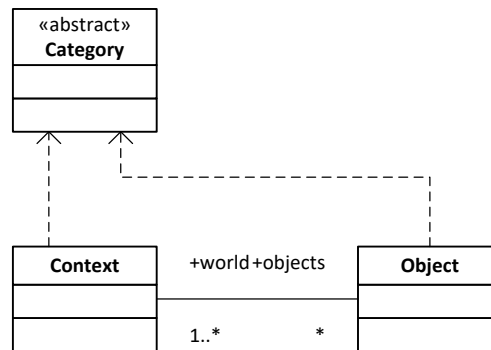 «abstract»
Category
Context
+world +objects
Object
1..*
*